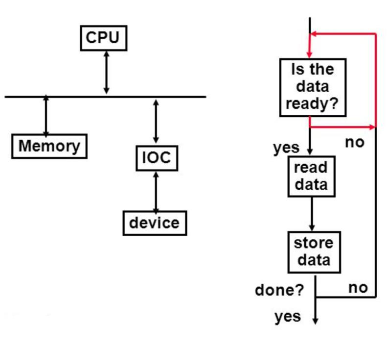 CPU
Memory
IOC
device
Is the
data
ready?
yes
no
read
data
store
data
done?
no
yes